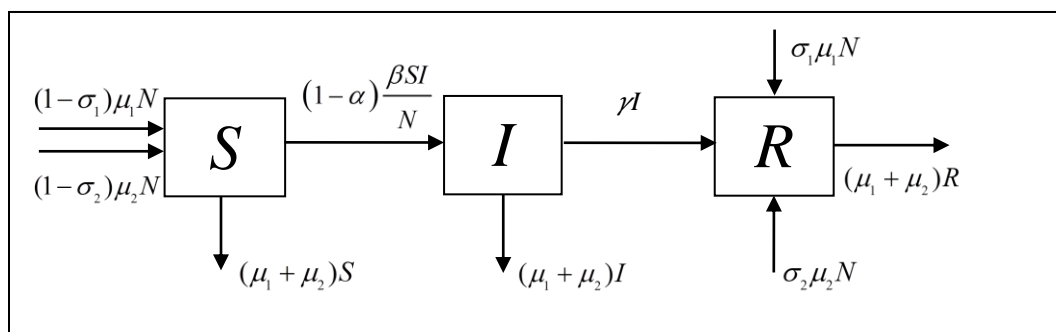 (1-σ₁)μ₁N
(1-σ₂)μ₂N
S
(μ₁ + μ₂)S
(1-α) βSI/N
I
(μ₁ + μ₂)I
γI
σ₁μ₁N
R
(μ₁ + μ₂)R
σ₂μ₂N